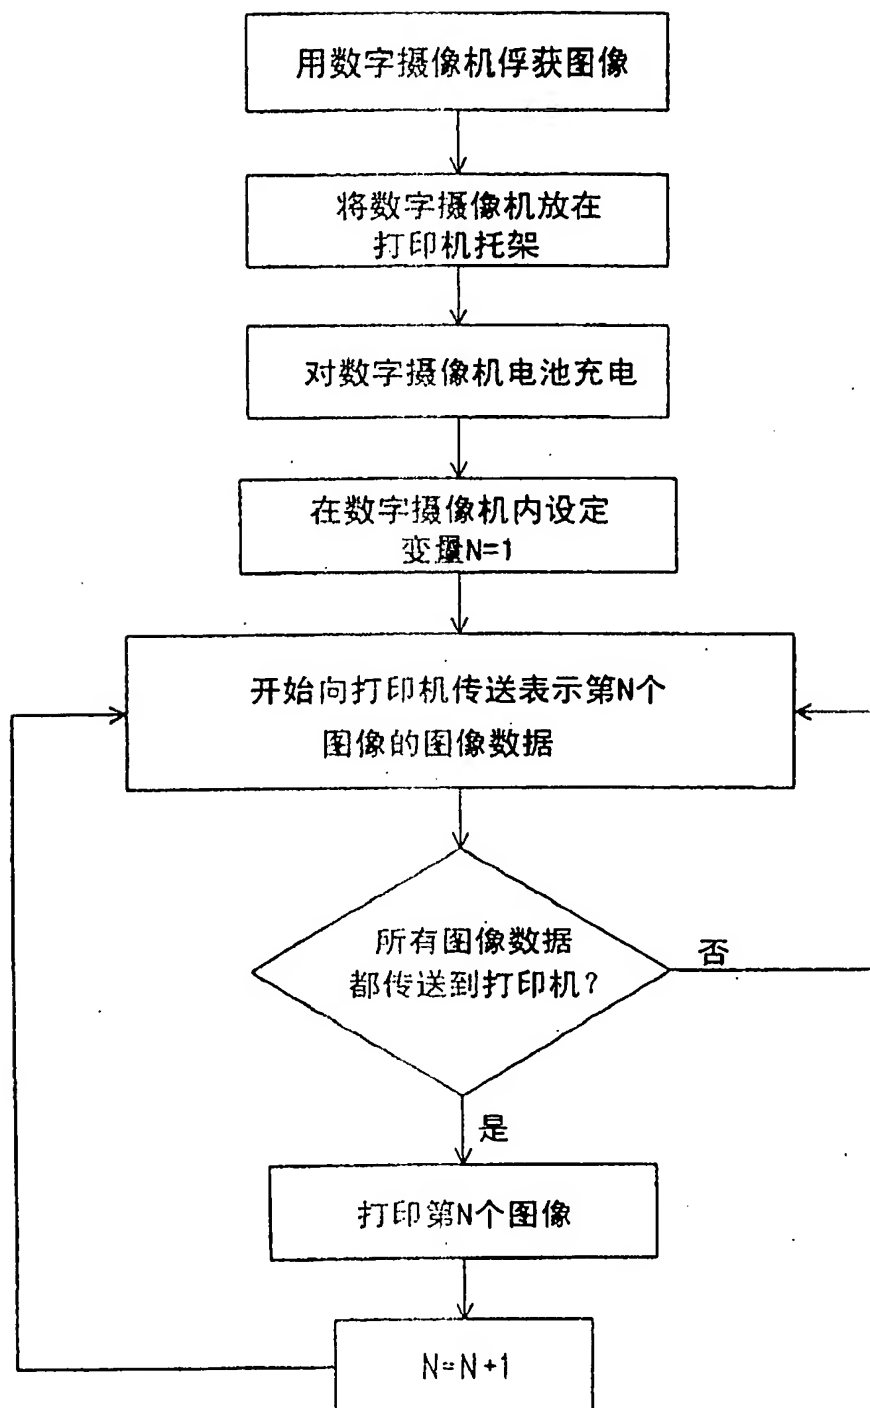 用数字摄像机俘获图像
将数字摄像机放在
打印机托架
对数字摄像机电池充电
在数字摄像机内设定
变量N=1
开始向打印机传送表示第N个
图像的图像数据
所有图像数据
都传送到打印机?
否
是
打印第N个图像
N=N+1